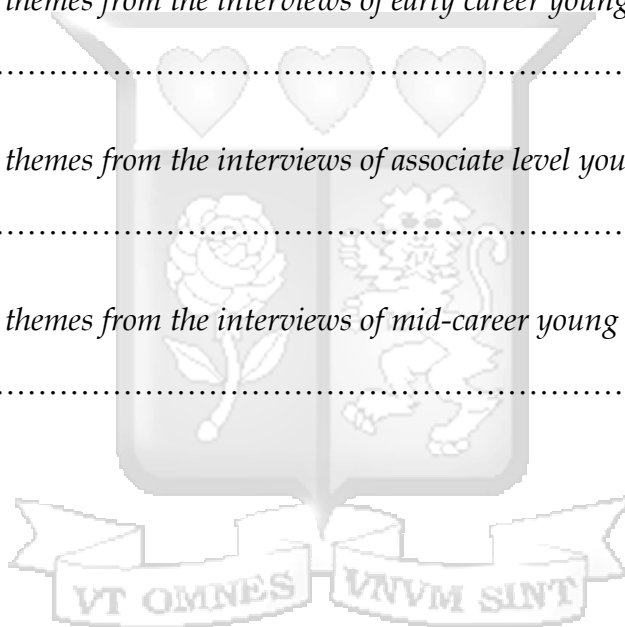 themes from the interviews of early career young
................................................................
themes from the interviews of associate level you
................................................................
themes from the interviews of mid-career young
................................................................
VT OMNES VNVM SINT